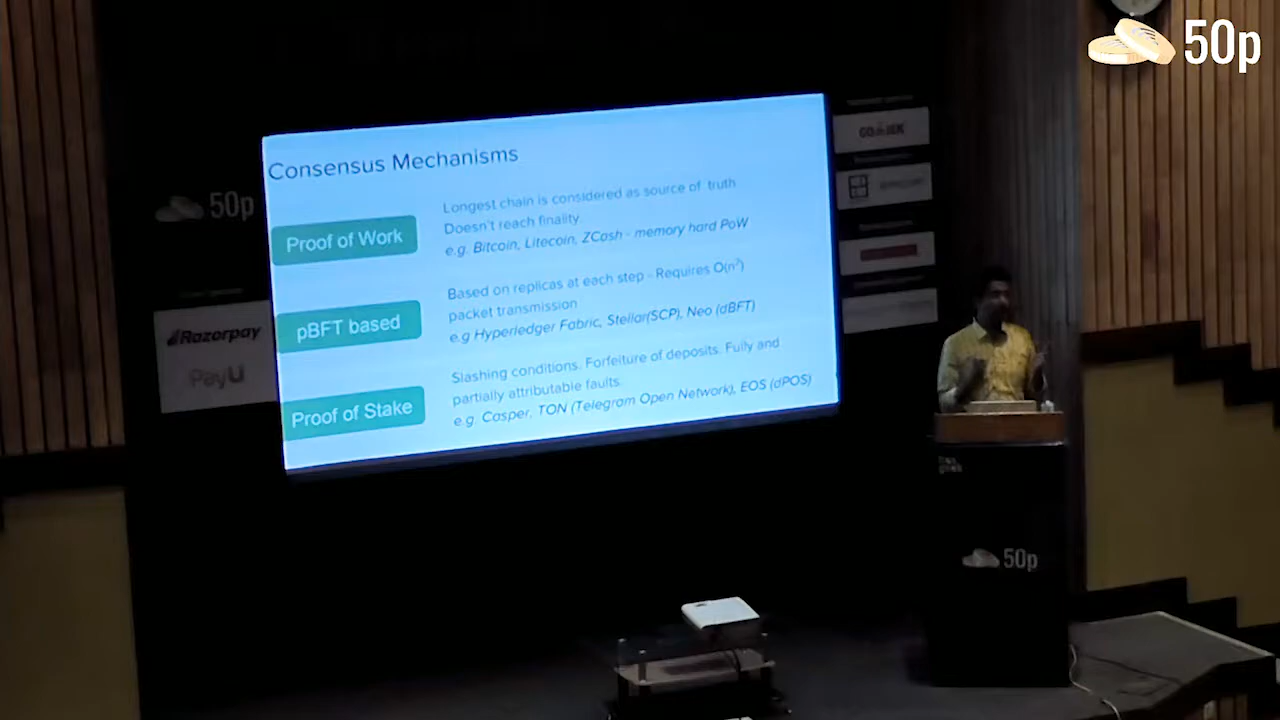 50p
Consensus Mechanisms
Proof of Work
Longest chain is considered as source of truth
Doesn't reach finality.
e.g. Bitcoin, Litecoin, ZCash - memory hard PoW
pBFT based
Based on replicas at each step - Requires O(n²)
packet transmission
e.g Hyperledger Fabric, Stellar(SCP), Neo (dBFT)
Proof of Stake
Slashing conditions. Forfeiture of deposits. Fully and
partially attributable faults.
e.g. Casper, TON (Telegram Open Network), EOS (dPOS)
50p
Razorpay
PayU
GO-JEK
50p